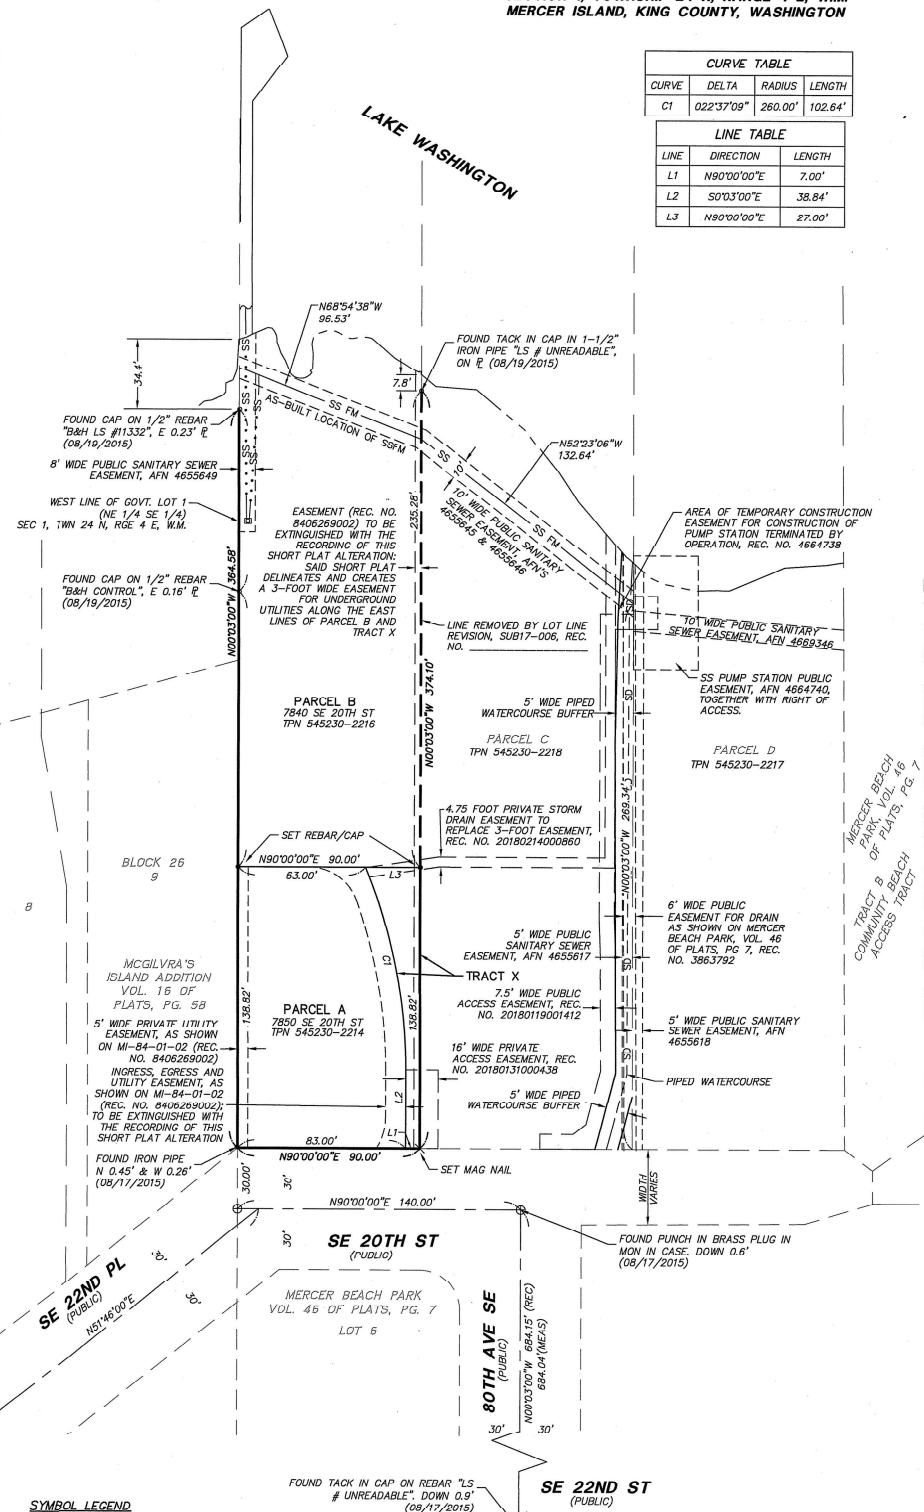 MERCER ISLAND, KING COUNTY, WASHINGTON
CURVE TABLE
CURVE DELTA RADIUS LENGTH
C1 022°37'09" 260.00' 102.64'
LINE TABLE
LINE DIRECTION LENGTH
L1 N90°00'00"E 7.00'
L2 S0°03'00"E 38.84'
L3 N90°00'00"E 27.00'
LAKE WASHINGTON
N68°54'38"W
96.53'
FOUND TACK IN CAP IN 1-1/2"
IRON PIPE "LS # UNREADABLE",
ON PL (08/19/2015)
34.4'
7.8'
SS
SS
SS
SS
SS
SS FM
AS-BUILT LOCATION OF SSFM
FOUND CAP ON 1/2" REBAR
"B&H LS #11332", E 0.23' PL
(08/19/2015)
8' WIDE PUBLIC SANITARY SEWER
EASEMENT, AFN 4655649
WEST LINE OF GOVT. LOT 1
(NE 1/4 SE 1/4)
SEC 1, TWN 24 N, RGE 4 E, W.M.
N52°23'06"W
132.64'
SS FM
10' WIDE PUBLIC SANITARY
SEWER EASEMENT, AFN'S
4655645 & 4655646
AREA OF TEMPORARY CONSTRUCTION
EASEMENT FOR CONSTRUCTION OF
PUMP STATION TERMINATED BY
OPERATION, REC. NO. 4664738
EASEMENT (REC. NO.
8406269002) TO BE
EXTINGUISHED WITH THE
RECORDING OF THIS
SHORT PLAT ALTERATION:
SAID SHORT PLAT
DELINEATES AND CREATES
A 3-FOOT WIDE EASEMENT
FOR UNDERGROUND
UTILITIES ALONG THE EAST
LINES OF PARCEL B AND
TRACT X
235.28'
FOUND CAP ON 1/2" REBAR
"B&H CONTROL", E 0.16' PL
(08/19/2015)
N00°03'00"W 364.58'
LINE REMOVED BY LOT LINE
REVISION, SUB17-006, REC.
NO.
10' WIDE PUBLIC SANITARY
SEWER EASEMENT, AFN 4669346
SS PUMP STATION PUBLIC
EASEMENT, AFN 4664740,
TOGETHER WITH RIGHT OF
ACCESS.
N00°03'00"W 374.10'
PARCEL B
7840 SE 20TH ST
TPN 545230-2216
5' WIDE PIPED
WATERCOURSE BUFFER
SD
PARCEL C
TPN 545230-2218
PARCEL D
TPN 545230-2217
N00°03'00"W 269.34'
MERCER BEACH
PARK, VOL. 46
OF PLATS, PG. 7
TRACT B
COMMUNITY BEACH
ACCESS TRACT
4.75 FOOT PRIVATE STORM
DRAIN EASEMENT TO
REPLACE 3-FOOT EASEMENT,
REC. NO. 20180214000860
SET REBAR/CAP
N90°00'00"E 90.00'
63.00'
L3
BLOCK 26
9
8
6' WIDE PUBLIC
EASEMENT FOR DRAIN
AS SHOWN ON MERCER
BEACH PARK, VOL. 46
OF PLATS, PG 7, REC.
NO. 3863792
5' WIDE PUBLIC
SANITARY SEWER
EASEMENT, AFN 4655617
C1
TRACT X
SD
MCGILVRA'S
ISLAND ADDITION
VOL. 16 OF
PLATS, PG. 58
PARCEL A
7850 SE 20TH ST
TPN 545230-2214
138.82'
138.82'
7.5' WIDE PUBLIC
ACCESS EASEMENT, REC.
NO. 20180119001412
5' WIDE PUBLIC SANITARY
SEWER EASEMENT, AFN
4655618
5' WIDE PRIVATE UTILITY
EASEMENT, AS SHOWN
ON MI-84-01-02 (REC.
NO. 8406269002)
16' WIDE PRIVATE
ACCESS EASEMENT, REC.
NO. 20180131000438
SD
PIPED WATERCOURSE
INGRESS, EGRESS AND
UTILITY EASEMENT, AS
SHOWN ON MI-84-01-02
(REC. NO. 8406269002);
TO BE EXTINGUISHED WITH
THE RECORDING OF THIS
SHORT PLAT ALTERATION
L2
5' WIDE PIPED
WATERCOURSE BUFFER
L1
83.00'
N90°00'00"E 90.00'
FOUND IRON PIPE
N 0.45' & W 0.26'
(08/17/2015)
SET MAG NAIL
30.00'
30'
WIDTH
VARIES
N90°00'00"E 140.00'
30'
SE 20TH ST
(PUBLIC)
FOUND PUNCH IN BRASS PLUG IN
MON IN CASE. DOWN 0.6'
(08/17/2015)
SE 22ND PL
(PUBLIC)
N51°46'00"E
30'
MERCER BEACH PARK
VOL. 46 OF PLATS, PG. 7
LOT 6
80TH AVE SE
(PUBLIC)
N00°03'00"W 684.15' (REC)
684.04' (MEAS)
30' 30'
FOUND TACK IN CAP ON REBAR "LS
# UNREADABLE". DOWN 0.9'
(08/17/2015)
SE 22ND ST
(PUBLIC)
SYMBOL LEGEND